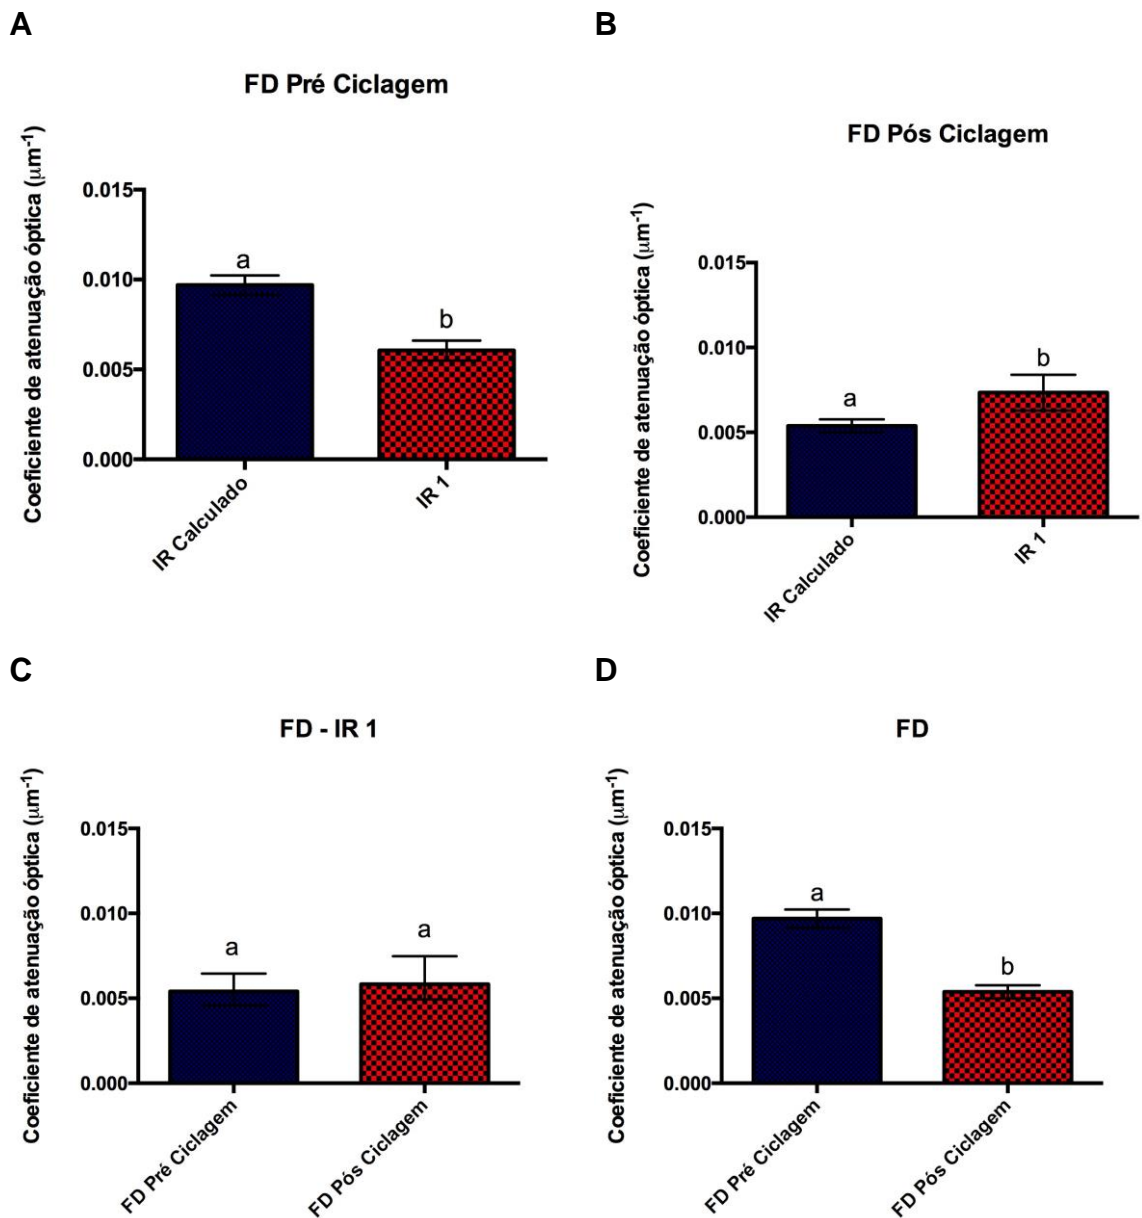 A
FD Pré Ciclagem
Coeficiente de atenuação óptica (μm⁻¹)
0.015
0.010
0.005
0.000
a
b
IR Calculado
IR 1
B
FD Pós Ciclagem
Coeficiente de atenuação óptica (μm⁻¹)
0.015
0.010
0.005
0.000
a
b
IR Calculado
IR 1
C
FD - IR 1
Coeficiente de atenuação óptica (μm⁻¹)
0.015
0.010
0.005
0.000
a
a
FD Pré Ciclagem
FD Pós Ciclagem
D
FD
Coeficiente de atenuação óptica (μm⁻¹)
0.015
0.010
0.005
0.000
a
b
FD Pré Ciclagem
FD Pós Ciclagem